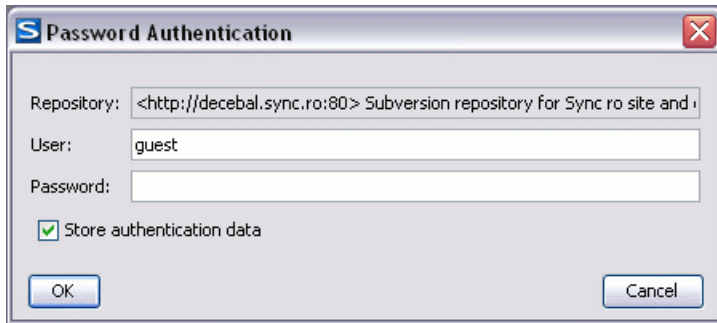 S Password Authentication
Repository: <http://decebal.sync.ro:80> Subversion repository for Sync ro site and
User: guest
Password:
Store authentication data
OK Cancel